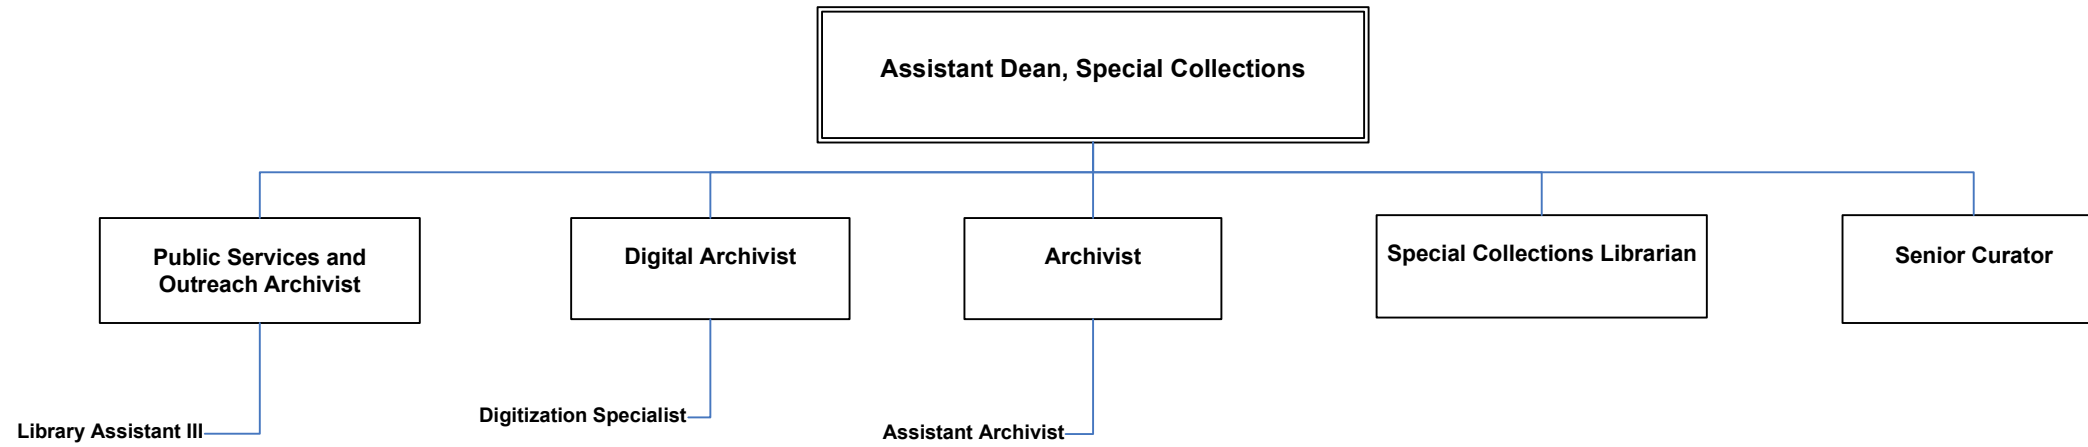 Assistant Dean, Special Collections
Public Services and
Outreach Archivist
Digital Archivist
Archivist
Special Collections Librarian
Senior Curator
Library Assistant III
Digitization Specialist
Assistant Archivist